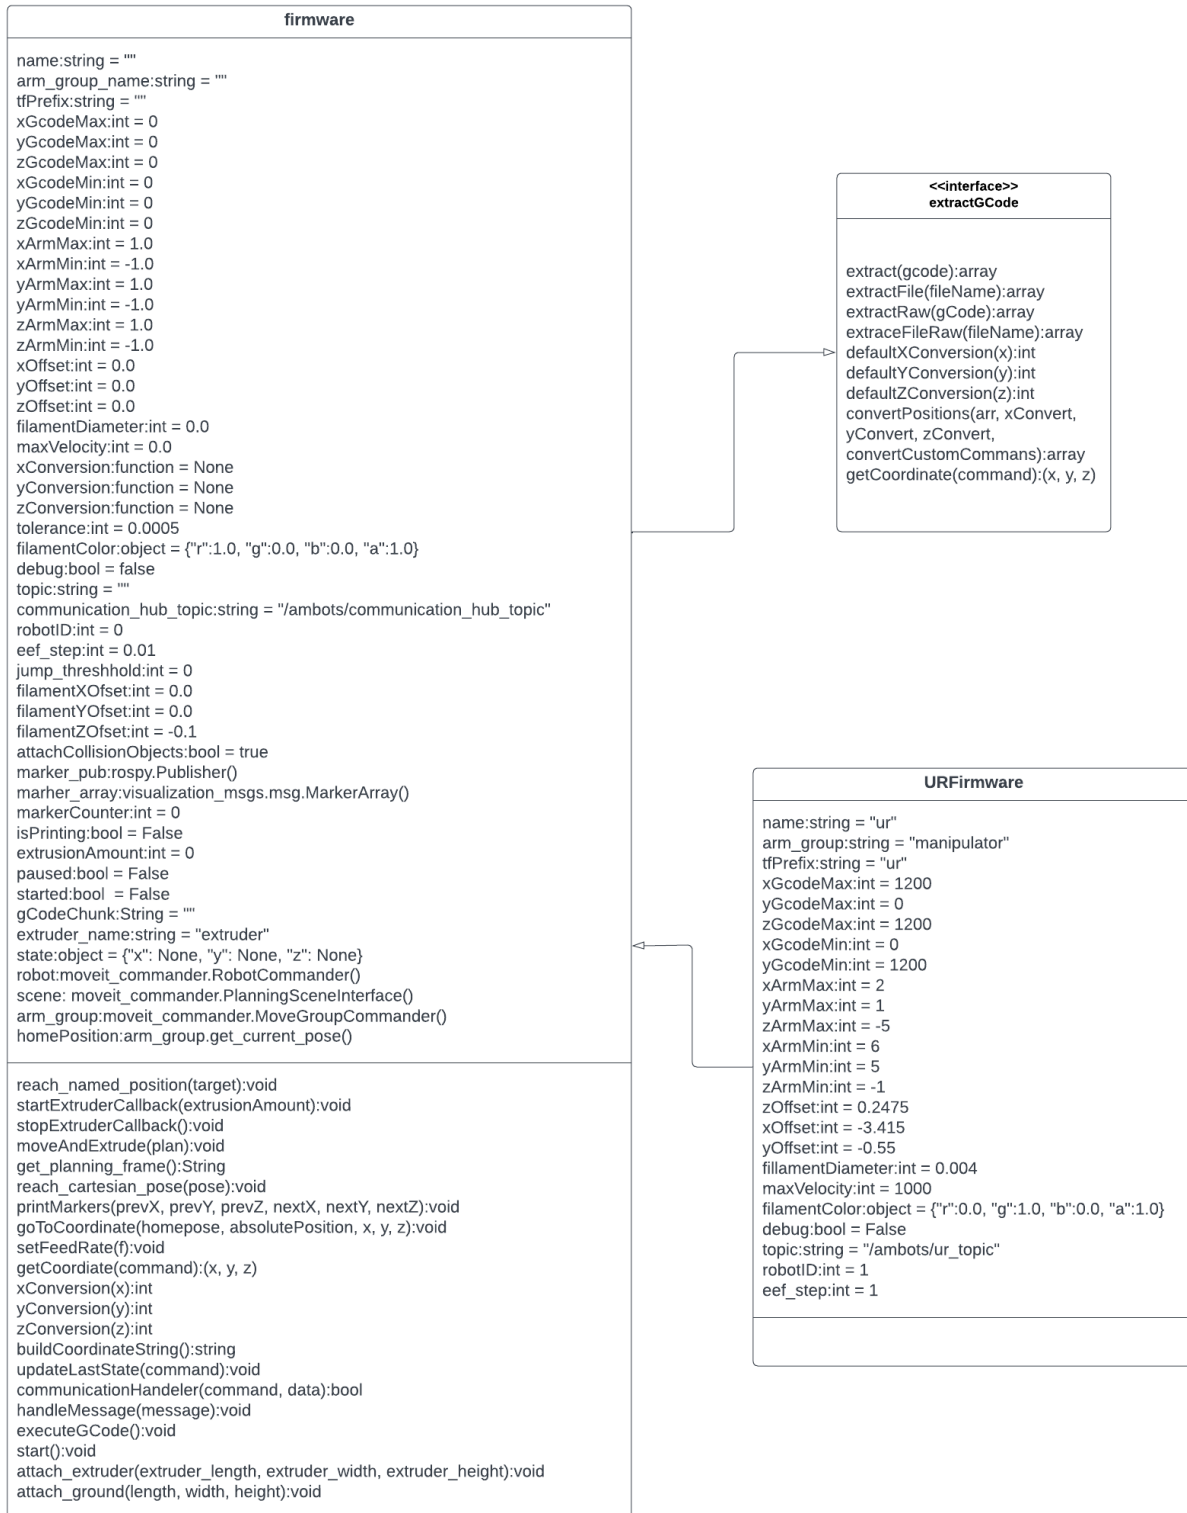 firmware
name:string = ""
arm_group_name:string = ""
tfPrefix:string = ""
xGcodeMax:int = 0
yGcodeMax:int = 0
zGcodeMax:int = 0
xGcodeMin:int = 0
yGcodeMin:int = 0
zGcodeMin:int = 0
xArmMax:int = 1.0
xArmMin:int = -1.0
yArmMax:int = 1.0
yArmMin:int = -1.0
zArmMax:int = 1.0
zArmMin:int = -1.0
xOffset:int = 0.0
yOffset:int = 0.0
zOffset:int = 0.0
filamentDiameter:int = 0.0
maxVelocity:int = 0.0
xConversion:function = None
yConversion:function = None
zConversion:function = None
tolerance:int = 0.0005
filamentColor:object = {"r":1.0, "g":0.0, "b":0.0, "a":1.0}
debug:bool = false
topic:string = ""
communication_hub_topic:string = "/ambots/communication_hub_topic"
robotID:int = 0
eef_step:int = 0.01
jump_threshhold:int = 0
filamentXOfset:int = 0.0
filamentYOfset:int = 0.0
filamentZOfset:int = -0.1
attachCollisionObjects:bool = true
marker_pub:rospy.Publisher()
marher_array:visualization_msgs.msg.MarkerArray()
markerCounter:int = 0
isPrinting:bool = False
extrusionAmount:int = 0
paused:bool = False
started:bool  = False
gCodeChunk:String = ""
extruder_name:string = "extruder"
state:object = {"x": None, "y": None, "z": None}
robot:moveit_commander.RobotCommander()
scene: moveit_commander.PlanningSceneInterface()
arm_group:moveit_commander.MoveGroupCommander()
homePosition:arm_group.get_current_pose()
reach_named_position(target):void
startExtruderCallback(extrusionAmount):void
stopExtruderCallback():void
moveAndExtrude(plan):void
get_planning_frame():String
reach_cartesian_pose(pose):void
printMarkers(prevX, prevY, prevZ, nextX, nextY, nextZ):void
goToCoordinate(homepose, absolutePosition, x, y, z):void
setFeedRate(f):void
getCoordiate(command):(x, y, z)
xConversion(x):int
yConversion(y):int
zConversion(z):int
buildCoordinateString():string
updateLastState(command):void
communicationHandeler(command, data):bool
handleMessage(message):void
executeGCode():void
start():void
attach_extruder(extruder_length, extruder_width, extruder_height):void
attach_ground(length, width, height):void
<<interface>>
extractGCode
extract(gcode):array
extractFile(fileName):array
extractRaw(gCode):array
extraceFileRaw(fileName):array
defaultXConversion(x):int
defaultYConversion(y):int
defaultZConversion(z):int
convertPositions(arr, xConvert,
yConvert, zConvert,
convertCustomCommans):array
getCoordinate(command):(x, y, z)
URFirmware
name:string = "ur"
arm_group:string = "manipulator"
tfPrefix:string = "ur"
xGcodeMax:int = 1200
yGcodeMax:int = 0
zGcodeMax:int = 1200
xGcodeMin:int = 0
yGcodeMin:int = 1200
xArmMax:int = 2
yArmMax:int = 1
zArmMax:int = -5
xArmMin:int = 6
yArmMin:int = 5
zArmMin:int = -1
zOffset:int = 0.2475
xOffset:int = -3.415
yOffset:int = -0.55
fillamentDiameter:int = 0.004
maxVelocity:int = 1000
filamentColor:object = {"r":0.0, "g":1.0, "b":0.0, "a":1.0}
debug:bool = False
topic:string = "/ambots/ur_topic"
robotID:int = 1
eef_step:int = 1